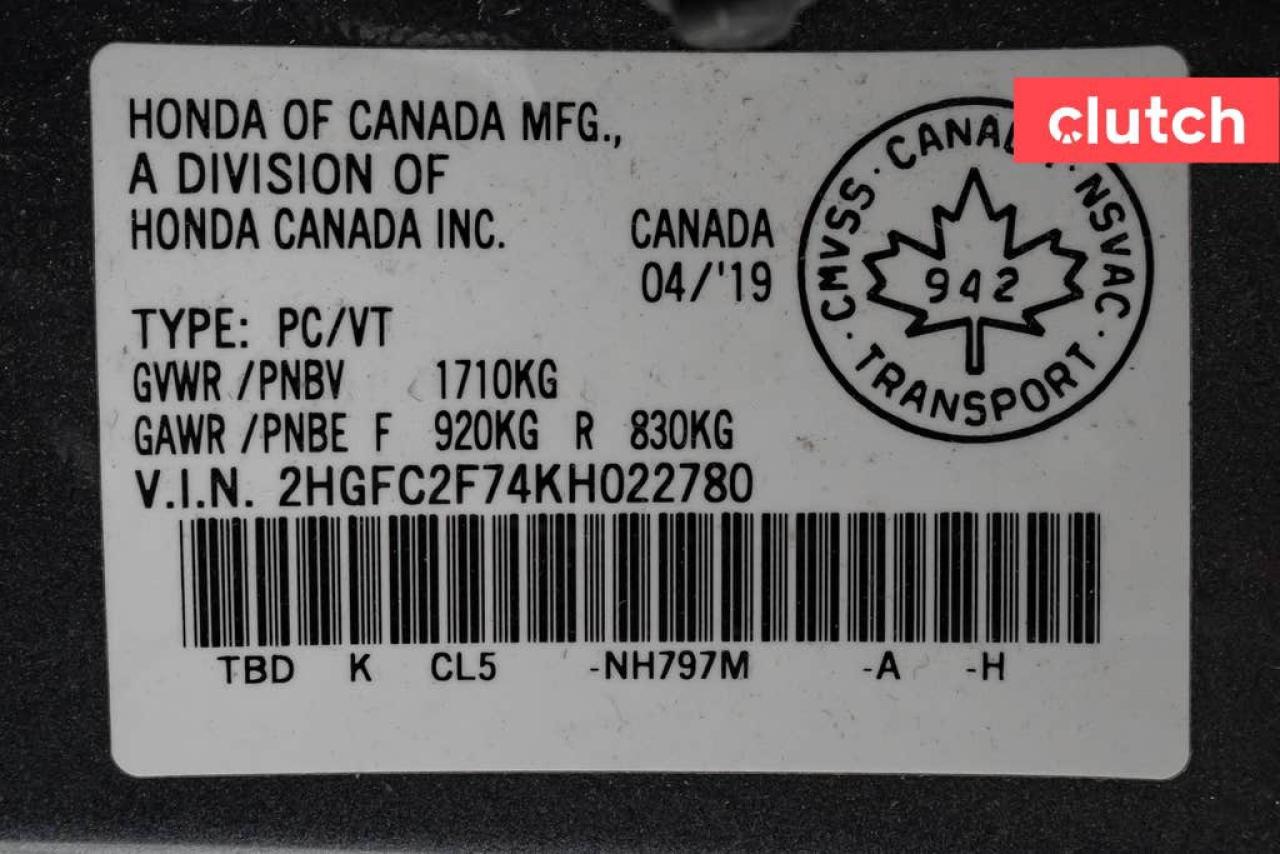 HONDA OF CANADA MFG.,
A DIVISION OF
HONDA CANADA INC.
CANADA
04/'19
TYPE: PC/VT
GVWR /PNBV 1710KG
GAWR /PNBE F 920KG R 830KG
V.I.N. 2HGFC2F74KH022780
TBD K CL5 -NH797M -A -H
CMVSS · · NSVAC ·
942
TRANSPORT
clutch